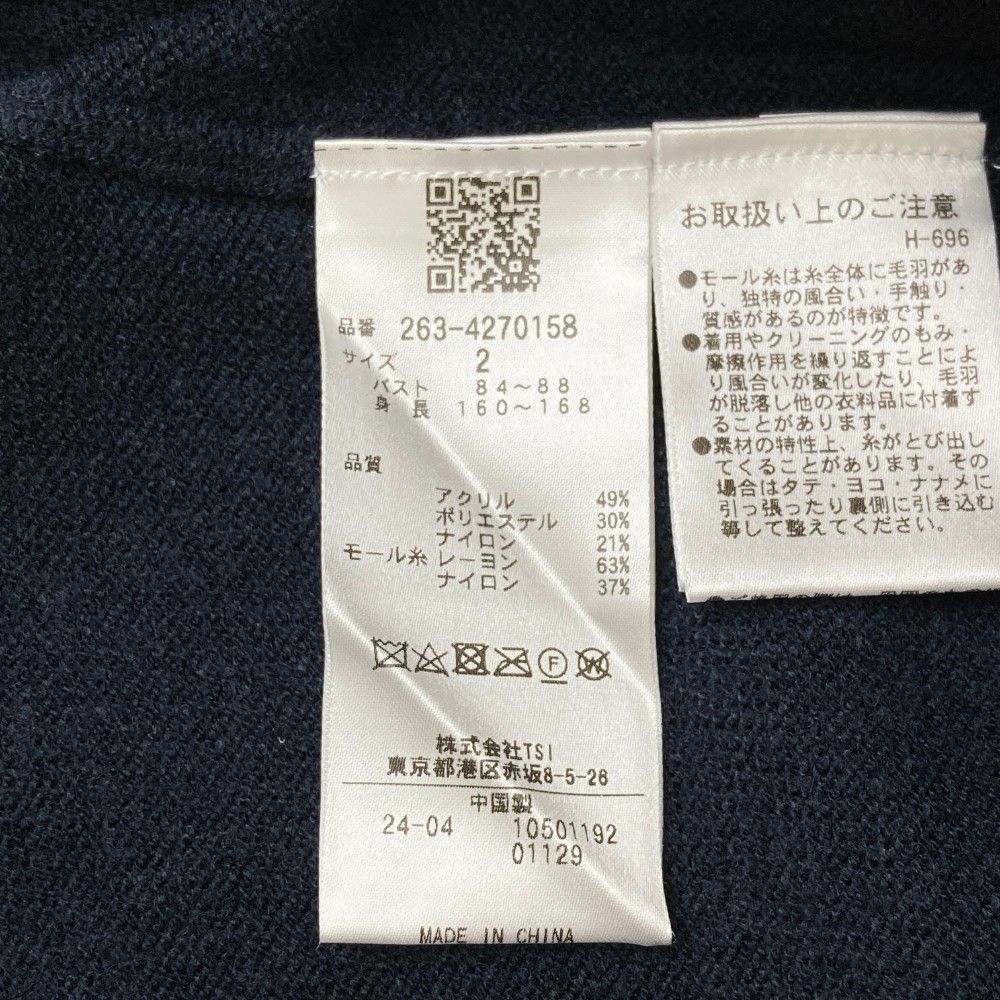 品番 263-4270158
サイズ 2
バスト 84～88
身長 160～168
品質
アクリル 49%
ポリエステル 30%
ナイロン 21%
モール糸 レーヨン 63%
ナイロン 37%
F
W
株式会社TSI
東京都港区赤坂8-5-26
中国製
24-04 10501192
01129
MADE IN CHINA
お取扱い上のご注意
H-696
●モール糸は糸全体に毛羽があ
り、独特の風合い・手触り・
質感があるのが特徴です。
●着用やクリーニングのもみ・
摩擦作用を繰り返すことによ
り風合いが変化したり、毛羽
が脱落し他の衣料品に付着す
ることがあります。
●素材の特性上、糸がとび出し
てくることがあります。その
場合はタテ・ヨコ・ナナメに
引っ張ったり裏側に引き込む
等して整えてください。